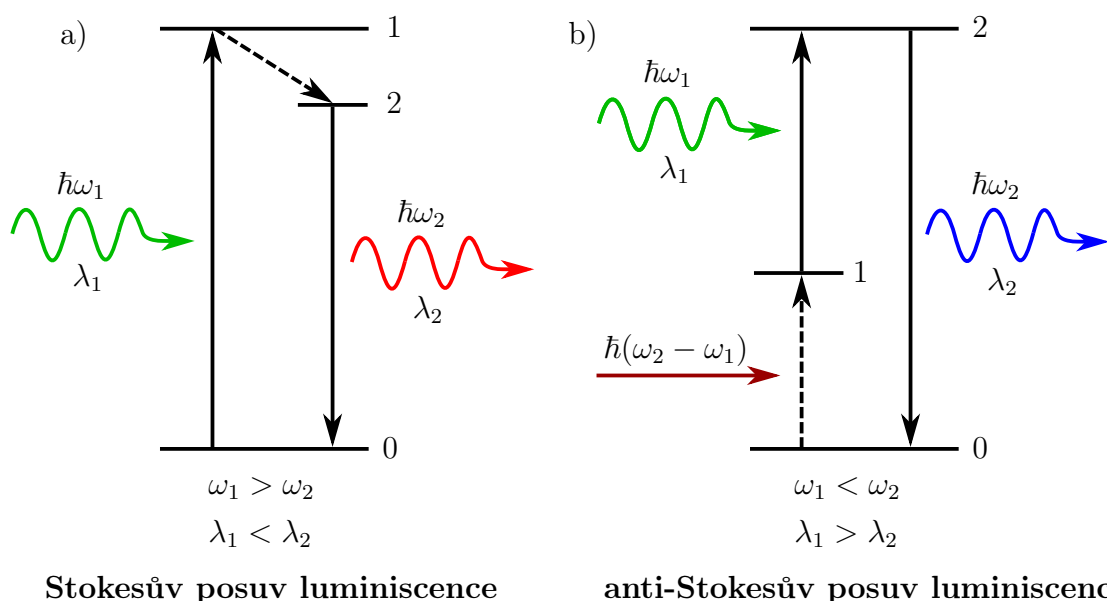 a)
1
2
ħω₁
λ₁
ħω₂
λ₂
0
ω₁ > ω₂
λ₁ < λ₂
Stokesův posuv luminiscence
b)
2
ħω₁
λ₁
1
ħω₂
λ₂
ħ(ω₂ − ω₁)
0
ω₁ < ω₂
λ₁ > λ₂
anti-Stokesův posuv luminiscenc